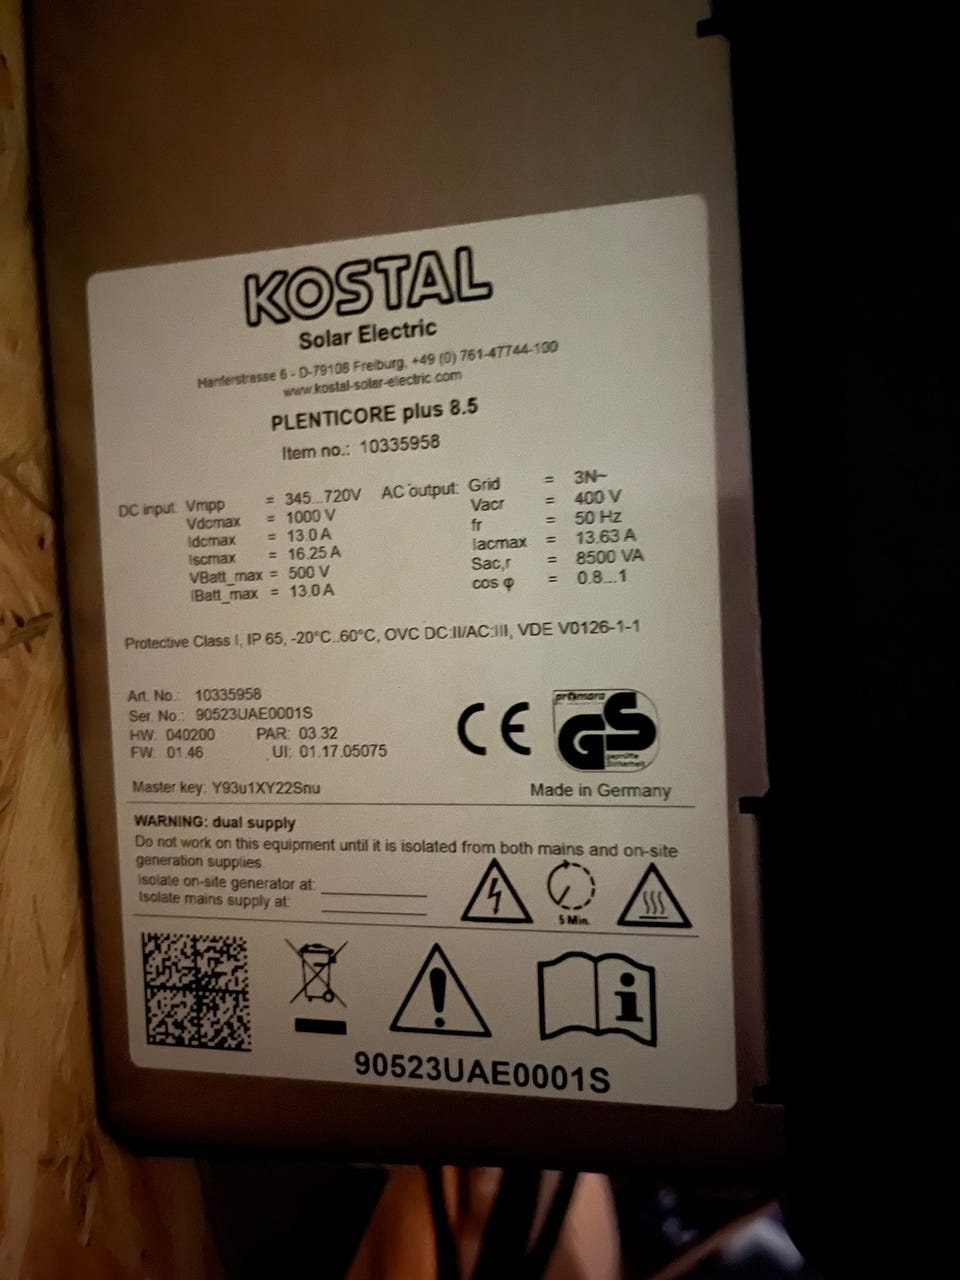 KOSTAL
Solar Electric
Hanferstrasse 6 - D-79108 Freiburg, +49 (0) 761-47744-100
www.kostal-solar-electric.com
PLENTICORE plus 8.5
Item no.: 10335958
DC input: Vmpp = 345...720V
Vdcmax = 1000 V
Idcmax = 13.0 A
Iscmax = 16.25 A
VBatt_max = 500 V
IBatt_max = 13.0 A
AC output: Grid = 3N~
Vacr = 400 V
fr = 50 Hz
Iacmax = 13.63 A
Sac,r = 8500 VA
cos φ = 0.8...1
Protective Class I, IP 65, -20°C..60°C, OVC DC:II/AC:III, VDE V0126-1-1
Art. No.: 10335958
Ser. No.: 90523UAE0001S
HW: 040200 PAR: 03.32
FW: 01.46 UI: 01.17.05075
CE
primara
GS
geprüfte
Sicherheit
Master key: Y93u1XY22Snu
Made in Germany
WARNING: dual supply
Do not work on this equipment until it is isolated from both mains and on-site
generation supplies
Isolate on-site generator at:
Isolate mains supply at:
5 Min.
90523UAE0001S